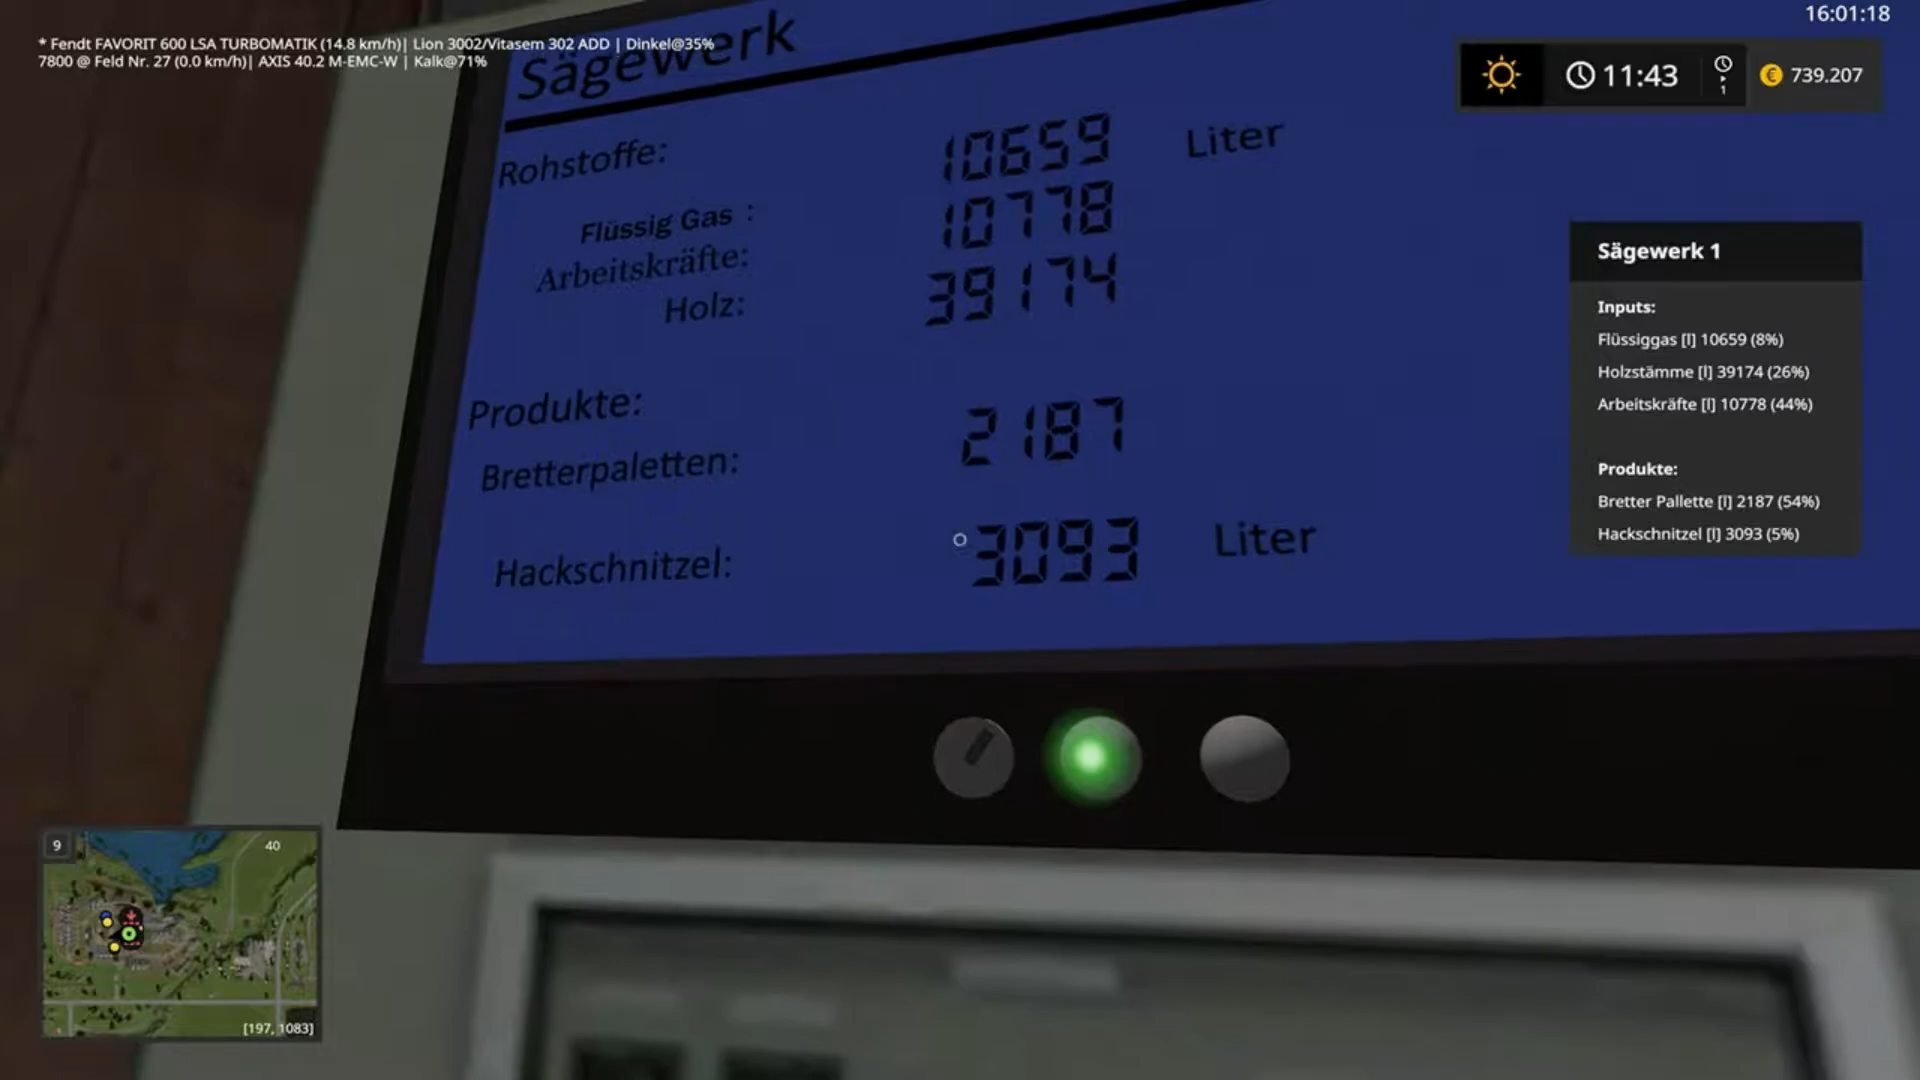 16:01:18
* Fendt FAVORIT 600 LSA TURBOMATIK (14.8 km/h)| Lion 3002/Vitasem 302 ADD | Dinkel@35%
7800 @ Feld Nr. 27 (0.0 km/h)| AXIS 40.2 M-EMC-W | Kalk@71%
11:43
1
€ 739.207
Sägewerk
Rohstoffe: 10659 Liter
Flüssig Gas : 10778
Arbeitskräfte:
Holz: 39174
Produkte:
Bretterpaletten: 2187
Hackschnitzel: 3093 Liter
Sägewerk 1
Inputs:
Flüssiggas [l] 10659 (8%)
Holzstämme [l] 39174 (26%)
Arbeitskräfte [l] 10778 (44%)
Produkte:
Bretter Pallette [l] 2187 (54%)
Hackschnitzel [l] 3093 (5%)
9
40
[197, 1083]